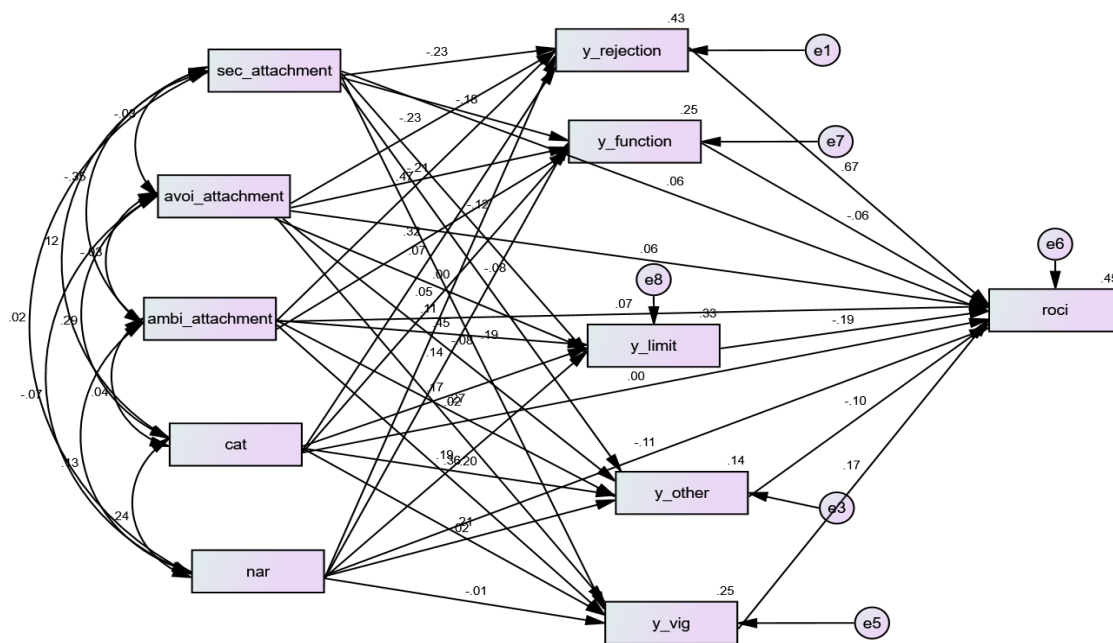 .43
y_rejection
e1
-.23
sec_attachment
-.18
.25
y_function
e7
-.23
-.21
.47
.67
-.35
avoi_attachment
.06
-.12
-.06
.32
.07
12
-.03
.06
e6
.00
-.08
e8
.05
.45
.02
.29
ambi_attachment
.11
.07
.33
roci
.45
-.08
.19
-.19
y_limit
.14
.00
-.07
.04
.17
.02
.27
-.10
cat
-.11
.17
.14
.13
.19
.36
.20
y_other
e3
.24
.21
.02
nar
-.01
.25
y_vig
e5